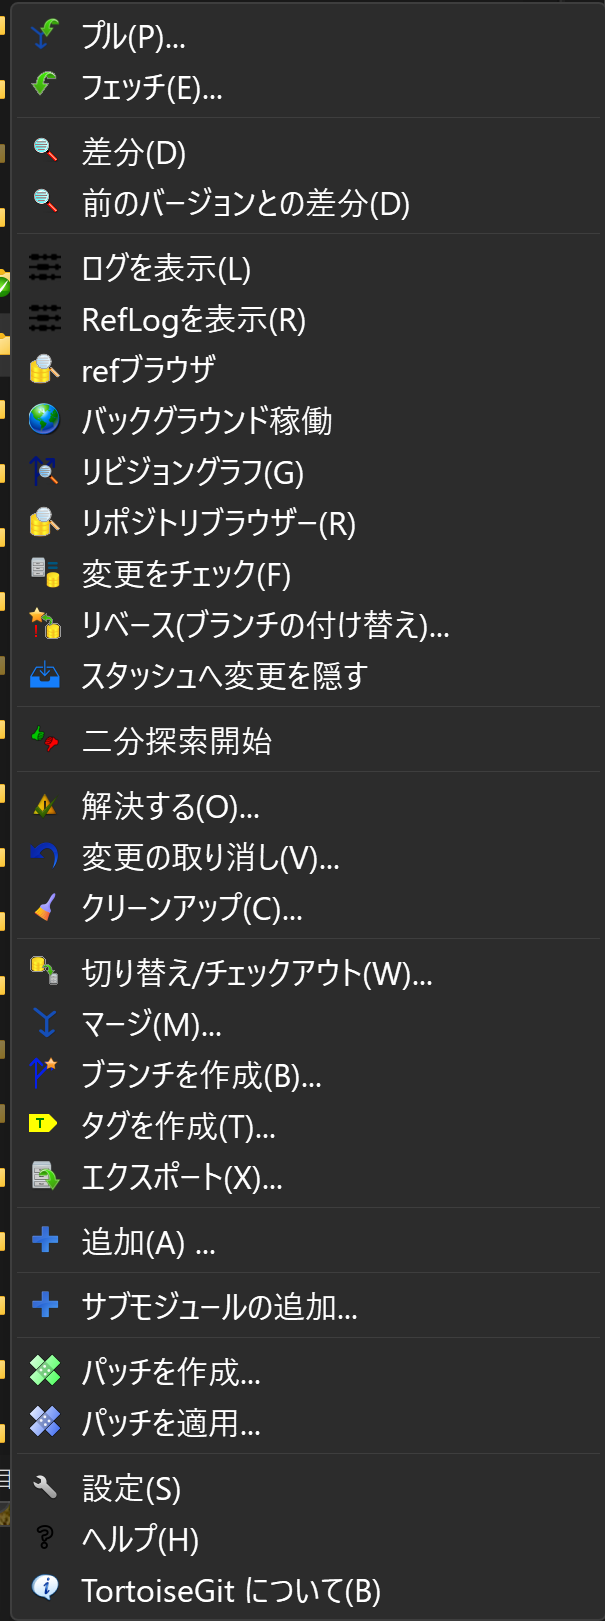 プル(P)...
フェッチ(E)...
差分(D)
前のバージョンとの差分(D)
ログを表示(L)
RefLogを表示(R)
refブラウザ
バックグラウンド稼働
リビジョングラフ(G)
リポジトリブラウザー(R)
変更をチェック(F)
リベース(ブランチの付け替え)...
スタッシュへ変更を隠す
二分探索開始
解決する(O)...
変更の取り消し(V)...
クリーンアップ(C)...
切り替え/チェックアウト(W)...
マージ(M)...
ブランチを作成(B)...
T
タグを作成(T)...
エクスポート(X)...
追加(A) ...
サブモジュールの追加...
パッチを作成...
パッチを適用...
設定(S)
ヘルプ(H)
TortoiseGit について(B)